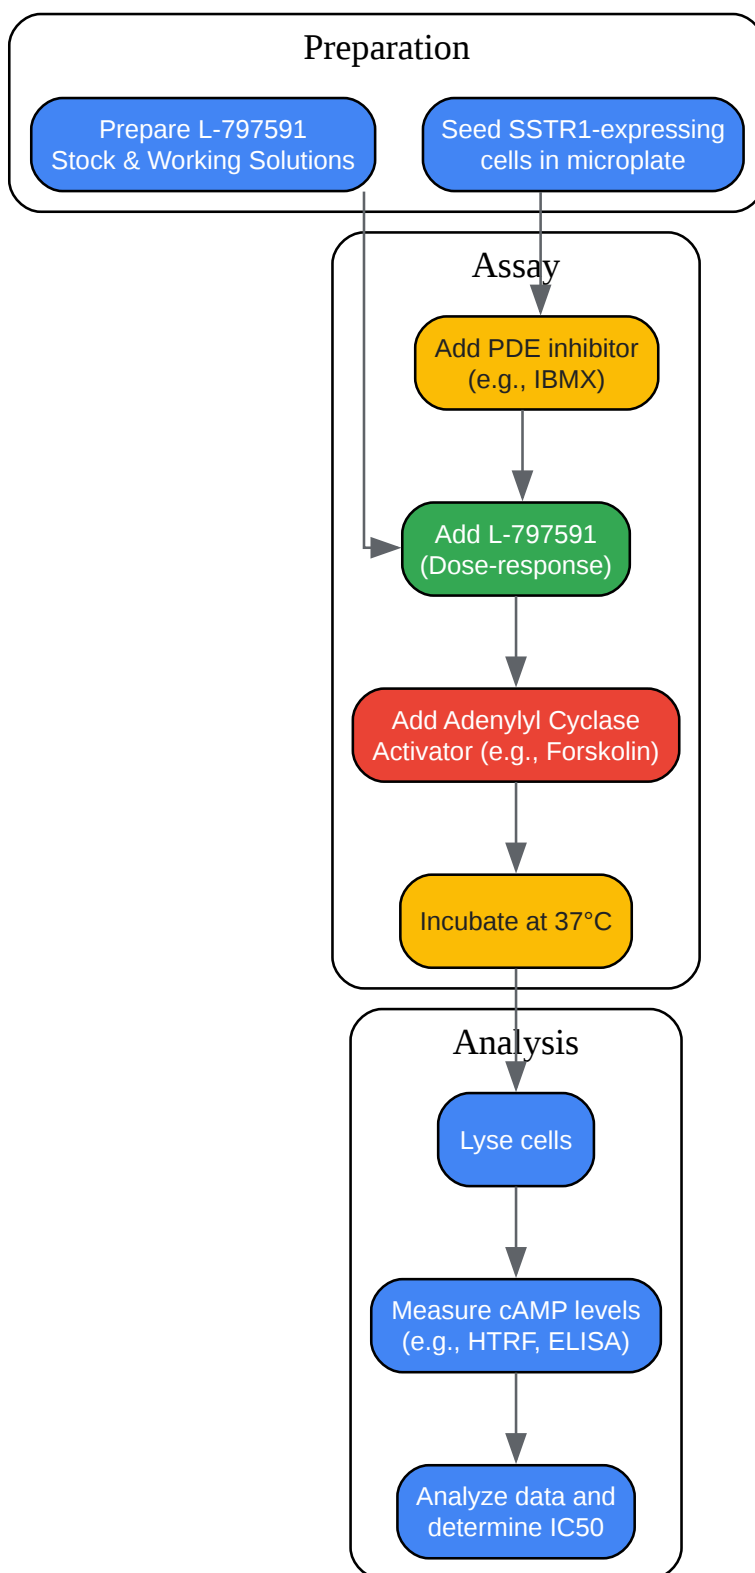 Preparation
Prepare L-797591
Stock & Working Solutions
Seed SSTR1-expressing
cells in microplate
Assay
Add PDE inhibitor
(e.g., IBMX)
Add L-797591
(Dose-response)
Add Adenylyl Cyclase
Activator (e.g., Forskolin)
Incubate at 37°C
Analysis
Lyse cells
Measure cAMP levels
(e.g., HTRF, ELISA)
Analyze data and
determine IC50